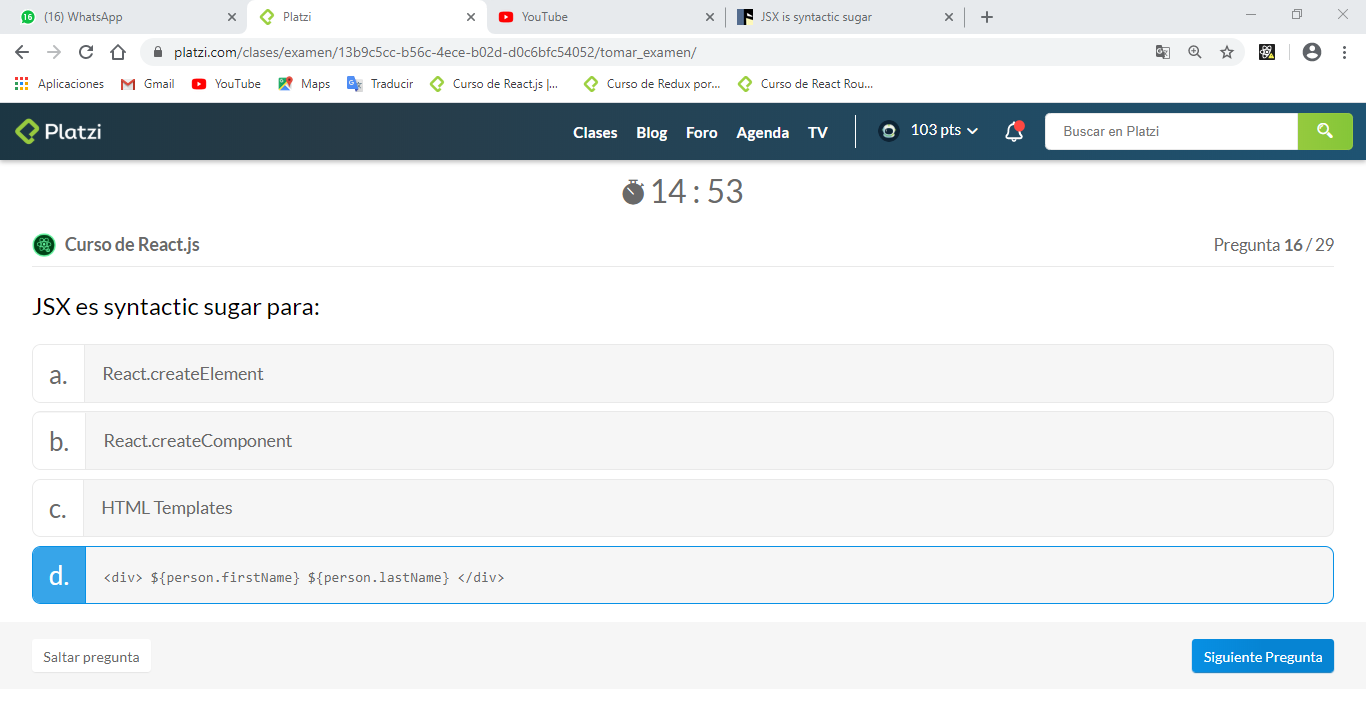 (16) WhatsApp
Platzi
YouTube
JSX is syntactic sugar
platzi.com/clases/examen/13b9c5cc-b56c-4ece-b02d-d0c6bfc54052/tomar_examen/
Aplicaciones
Gmail
YouTube
Maps
Traducir
Curso de React.js |...
Curso de Redux por...
Curso de React Rou...
Platzi
Clases
Blog
Foro
Agenda
TV
103 pts
Buscar en Platzi
14 : 53
Curso de React.js
Pregunta 16 / 29
JSX es syntactic sugar para:
a. React.createElement
b. React.createComponent
c. HTML Templates
d. <div> ${person.firstName} ${person.lastName} </div>
Saltar pregunta
Siguiente Pregunta